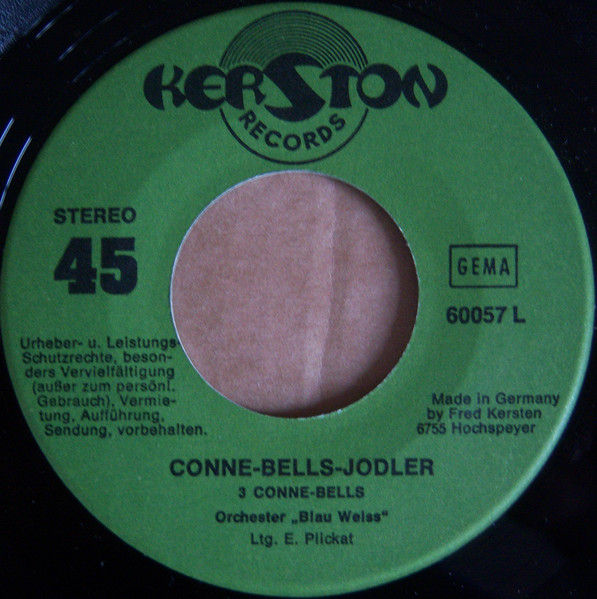 KERSTON
RECORDS
STEREO
45
GEMA
60057 L
Urheber- u. Leistungs-
Schutzrechte, beson-
ders Vervielfältigung
(außer zum persönl.
Gebrauch), Vermie-
tung, Aufführung,
Sendung, vorbehalten.
Made in Germany
by Fred Kersten
6755 Hochspeyer
CONNE-BELLS-JODLER
3 CONNE-BELLS
Orchester „Blau Weiss"
Ltg. E. Plickat